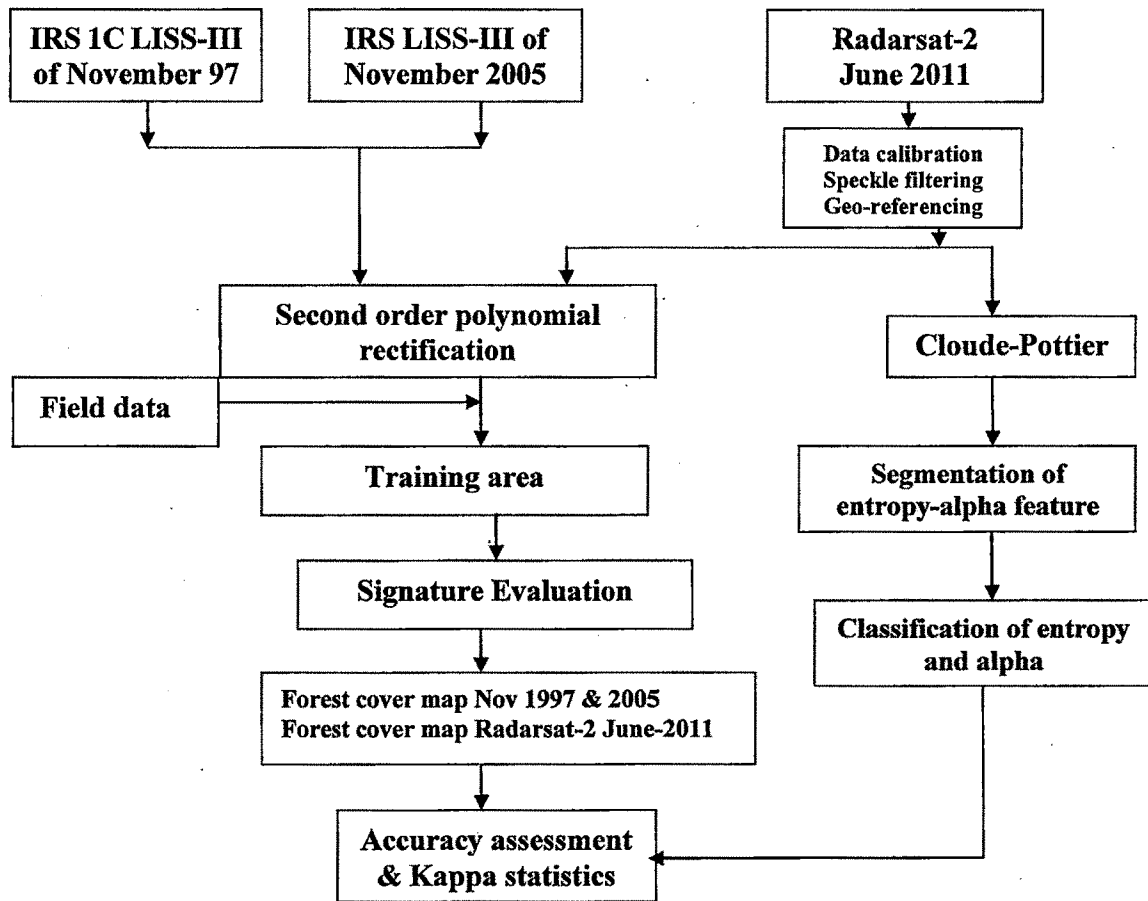 IRS 1C LISS-III
of November 97
IRS LISS-III of
November 2005
Radarsat-2
June 2011
Data calibration
Speckle filtering
Geo-referencing
Second order polynomial
rectification
Cloude-Pottier
Field data
Training area
Segmentation of
entropy-alpha feature
Signature Evaluation
Classification of entropy
and alpha
Forest cover map Nov 1997 & 2005
Forest cover map Radarsat-2 June-2011
Accuracy assessment
& Kappa statistics